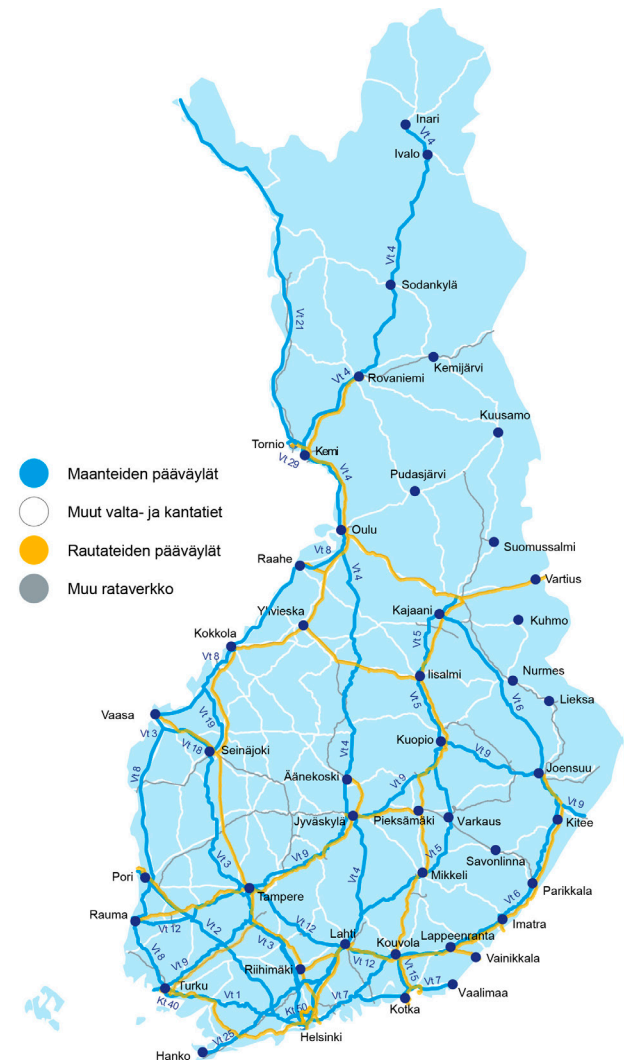 Inari
Vt 4
Ivalo
Vt 4
Sodankylä
Vt 21
Vt 4
Rovaniemi
Kemijärvi
Kuusamo
Tornio
Vt 29
Kemi
Vt 4
Pudasjärvi
Maanteiden pääväylät
Muut valta- ja kantatiet
Rautateiden pääväylät
Muu rataverkko
Oulu
Suomussalmi
Vt 8
Raahe
Vt 4
Vartius
Ylivieska
Kajaani
Kuhmo
Kokkola
Vt 5
Vt 8
Iisalmi
Nurmes
Vt 5
Vt 6
Lieksa
Vaasa
Vt 19
Vt 3
Vt 18
Seinäjoki
Vt 4
Kuopio
Vt 9
Vt 8
Äänekoski
Vt 9
Joensuu
Jyväskylä
Pieksämäki
Varkaus
Vt 9
Kitee
Vt 3
Vt 9
Vt 5
Savonlinna
Pori
Vt 4
Mikkeli
Parikkala
Tampere
Vt 6
Rauma
Vt 12
Vt 2
Vt 12
Imatra
Vt 8
Vt 9
Vt 3
Lahti
Kouvola
Lappeenranta
Vt 12
Vainikkala
Riihimäki
Vt 15
Turku
Vt 7
Vaalimaa
Kt 40
Vt 1
Kt 50
Vt 7
Kotka
Helsinki
Vt 25
Hanko